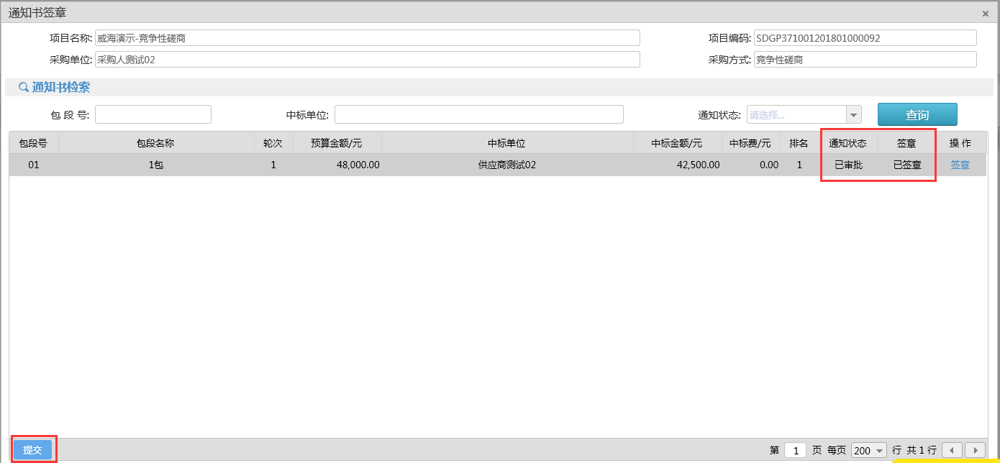 通知书签章 ×
项目名称: 威海演示-竞争性磋商 项目编码: SDGP371001201801000092
采购单位: 采购人测试02 采购方式: 竞争性磋商
通知书检索
包 段 号: 中标单位: 通知状态: 请选择... 查询
包段号 包段名称 轮次 预算金额/元 中标单位 中标金额/元 中标费/元 排名 通知状态 签章 操 作
01 1包 1 48,000.00 供应商测试02 42,500.00 0.00 1 已审批 已签章 签章
提交 第 1 页 每页 200 行 共 1 行